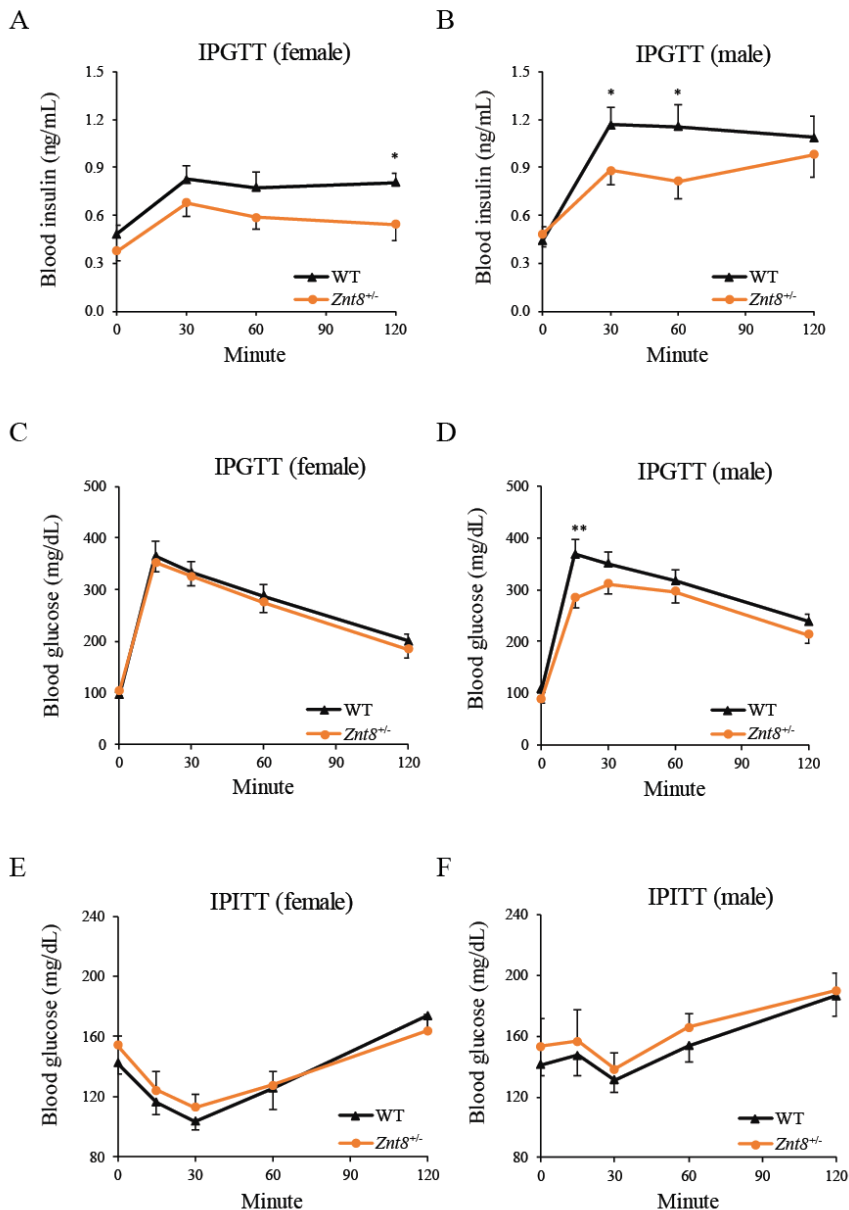 A
IPGTT (female)
Blood insulin (ng/mL)
1.5
1.2
0.9
0.6
0.3
0.0
*
WT
Znt8+/-
0 30 60 90 120
Minute
B
IPGTT (male)
Blood insulin (ng/mL)
1.5
1.2
0.9
0.6
0.3
0.0
* *
WT
Znt8+/-
0 30 60 90 120
Minute
C
IPGTT (female)
Blood glucose (mg/dL)
500
400
300
200
100
0
WT
Znt8+/-
0 30 60 90 120
Minute
D
IPGTT (male)
Blood glucose (mg/dL)
500
400
300
200
100
0
**
WT
Znt8+/-
0 30 60 90 120
Minute
E
IPITT (female)
Blood glucose (mg/dL)
240
200
160
120
80
WT
Znt8+/-
0 30 60 90 120
Minute
F
IPITT (male)
Blood glucose (mg/dL)
240
200
160
120
80
WT
Znt8+/-
0 30 60 90 120
Minute